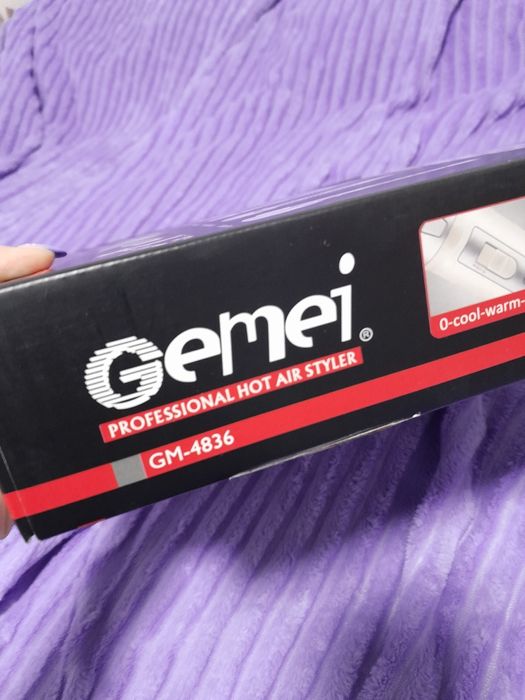 Gemei®
PROFESSIONAL HOT AIR STYLER
GM-4836
0-cool-warm-